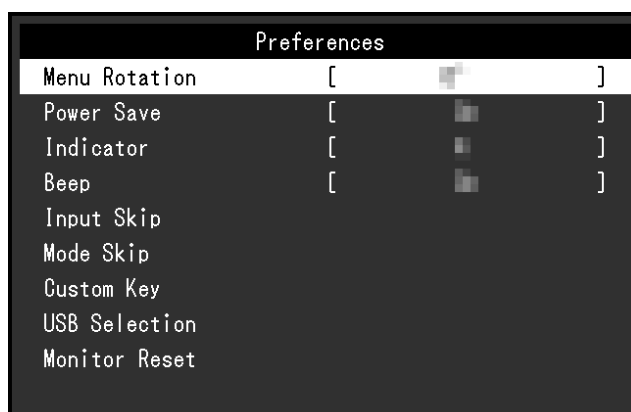 Preferences
Menu Rotation [ ]
Power Save [ ]
Indicator [ ]
Beep [ ]
Input Skip
Mode Skip
Custom Key
USB Selection
Monitor Reset